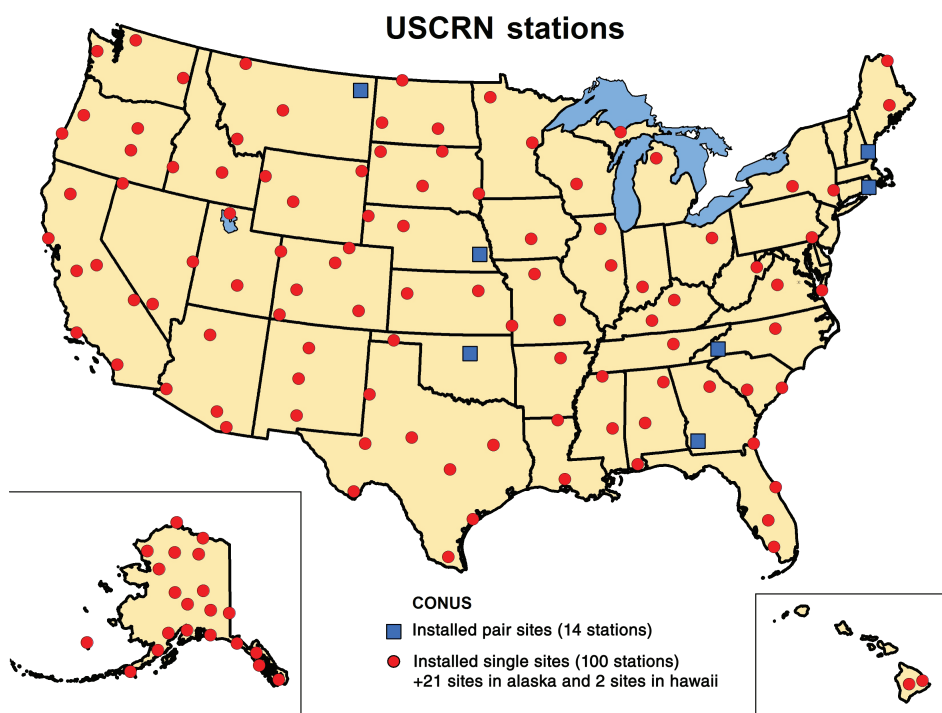 USCRN stations
CONUS
Installed pair sites (14 stations)
Installed single sites (100 stations)
+21 sites in alaska and 2 sites in hawaii